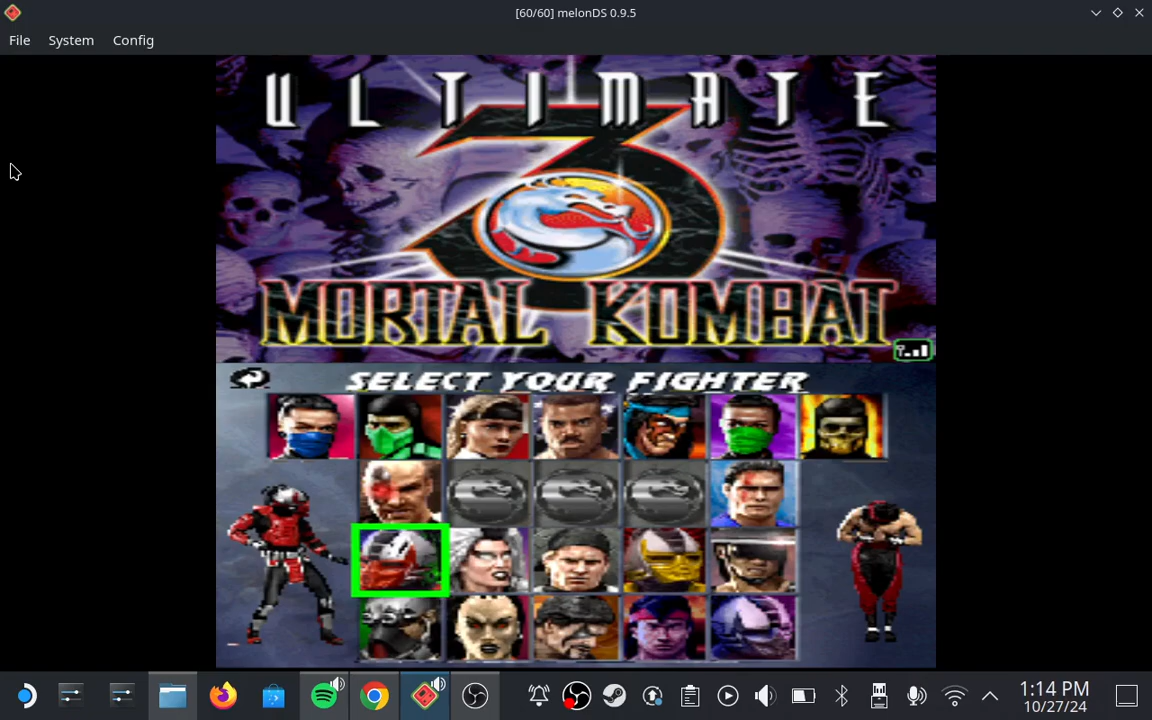 [60/60] melonDS 0.9.5
File System Config
ULTIMATE
3
MORTAL KOMBAT
SELECT YOUR FIGHTER
1:14 PM
10/27/24